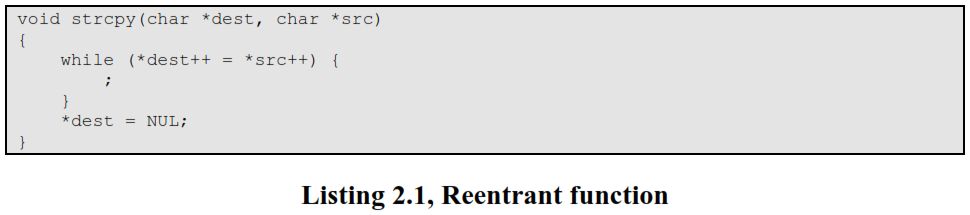 void strcpy(char *dest, char *src)
{
    while (*dest++ = *src++) {
        ;
    }
    *dest = NUL;
}
Listing 2.1, Reentrant function